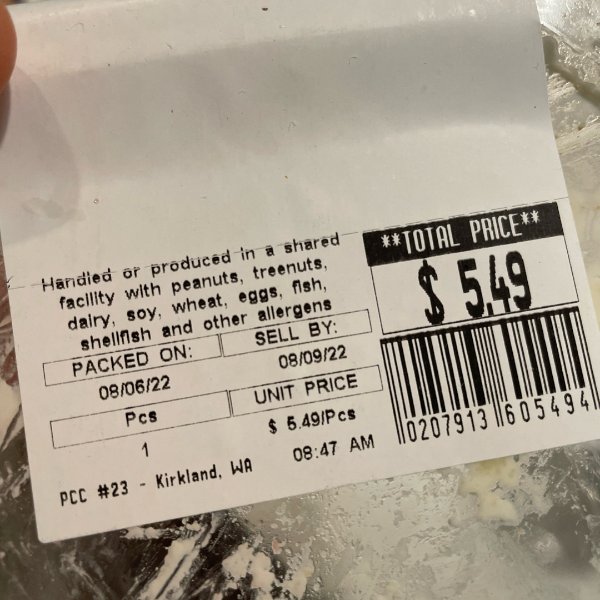 Handled or produced in a shared
facility with peanuts, treenuts,
dairy, soy, wheat, eggs, fish,
shellfish and other allergens
**TOTAL PRICE**
$ 5.49
PACKED ON:
SELL BY:
08/06/22
08/09/22
Pcs
UNIT PRICE
1
$ 5.49/Pcs
PCC #23 - Kirkland, WA
08:47 AM
0207913 605494